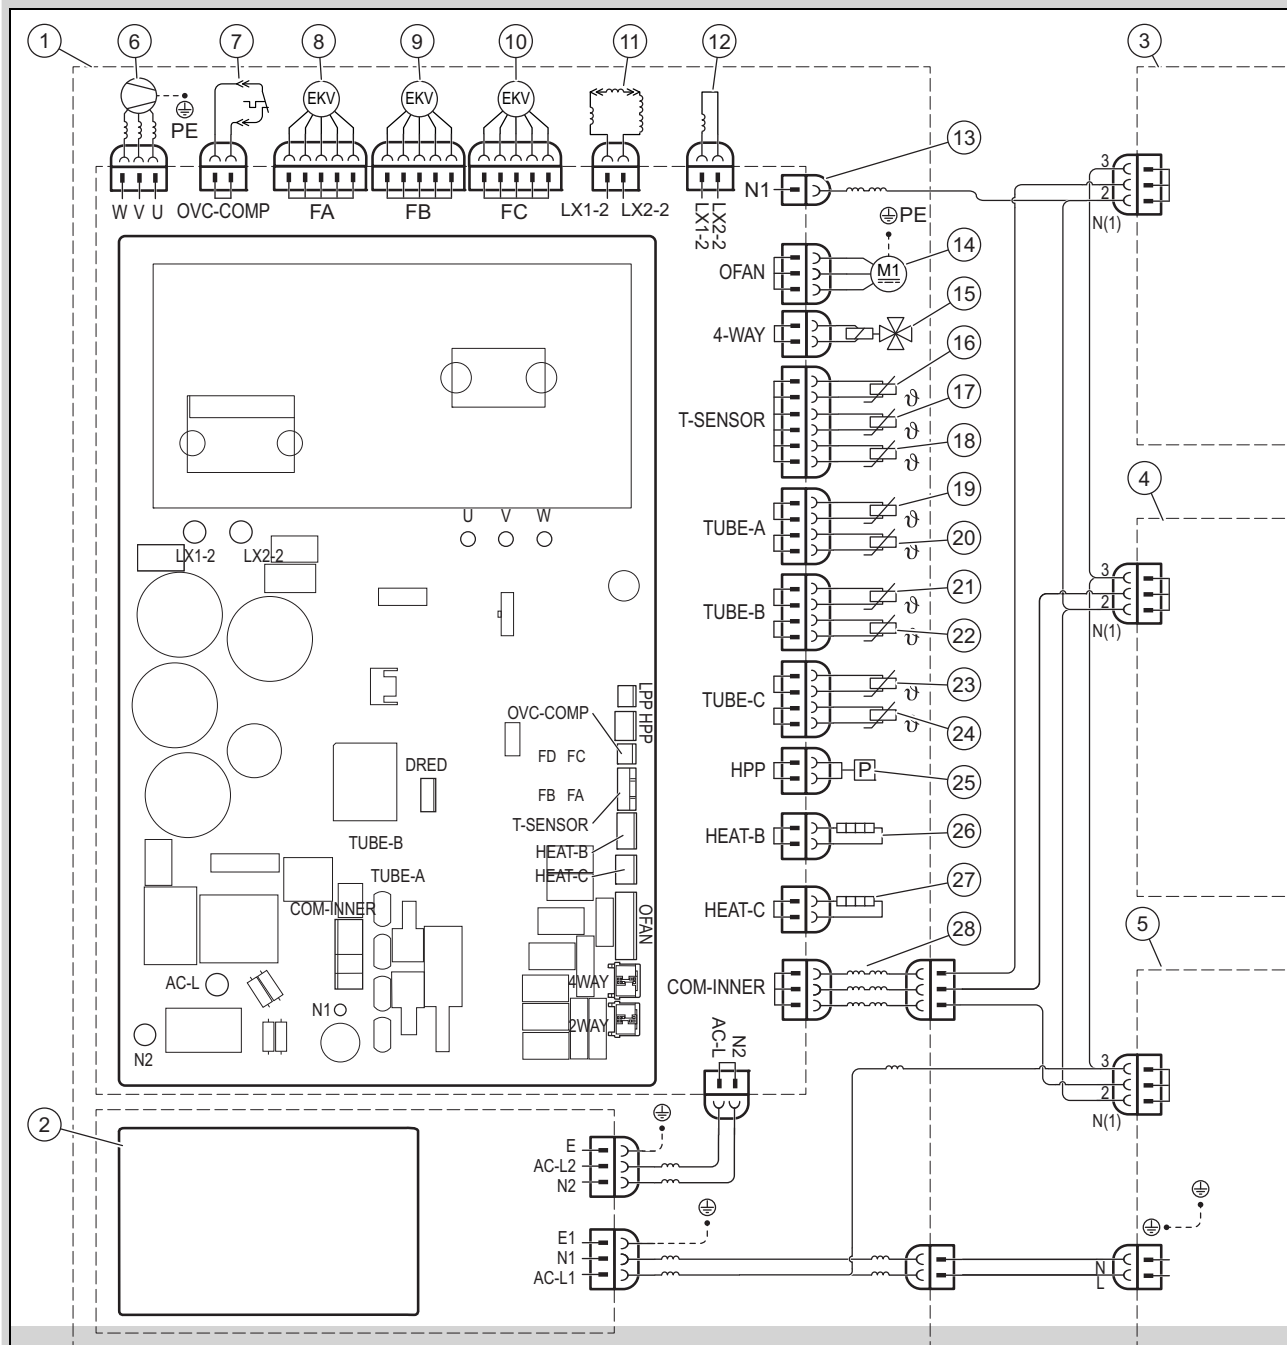 1
6
7
8
9
10
11
12
3
PE
EKV
EKV
EKV
W V U
OVC-COMP
FA
FB
FC
LX1-2 LX2-2
LX1-2
LX2-2
N1
13
3
2
N(1)
PE
OFAN
M1
14
4-WAY
15
T-SENSOR
16
ϑ
17
ϑ
18
ϑ
4
TUBE-A
19
ϑ
20
ϑ
U V W
LX1-2 LX2-2
TUBE-B
21
ϑ
22
ϑ
3
2
N(1)
TUBE-C
23
ϑ
24
ϑ
LPP HPP
OVC-COMP
FD FC
DRED
FB FA
HPP
P
25
T-SENSOR
TUBE-B
HEAT-B
HEAT-B
26
TUBE-A
HEAT-C
COM-INNER
HEAT-C
27
OFAN
28
5
AC-L
4WAY
COM-INNER
N1
2WAY
N2
AC-L
N2
3
2
N(1)
2
E
AC-L2
N2
E1
N1
AC-L1
N
L